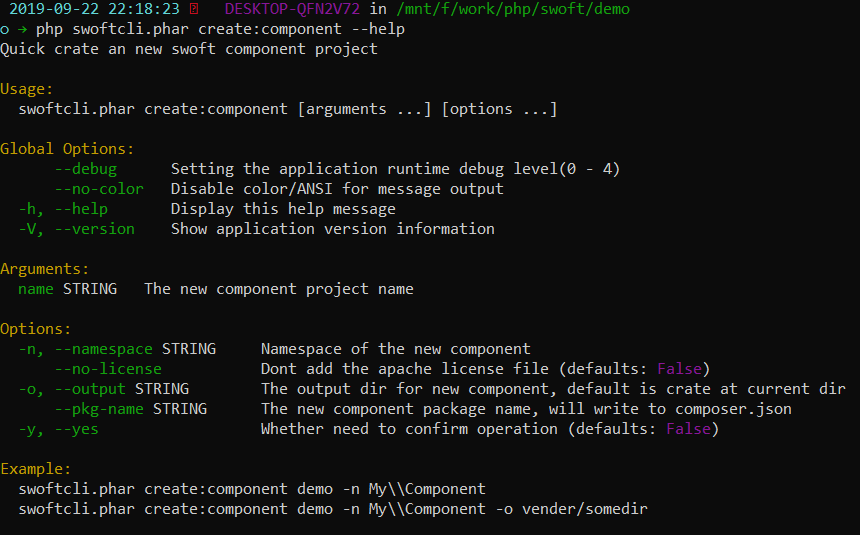 2019-09-22 22:18:23 DESKTOP-QFN2V72 in /mnt/f/work/php/swoft/demo
o → php swoftcli.phar create:component --help
Quick crate an new swoft component project
Usage:
swoftcli.phar create:component [arguments ...] [options ...]
Global Options:
--debug Setting the application runtime debug level(0 - 4)
--no-color Disable color/ANSI for message output
-h, --help Display this help message
-V, --version Show application version information
Arguments:
name STRING The new component project name
Options:
-n, --namespace STRING Namespace of the new component
--no-license Dont add the apache license file (defaults: False)
-o, --output STRING The output dir for new component, default is crate at current dir
--pkg-name STRING The new component package name, will write to composer.json
-y, --yes Whether need to confirm operation (defaults: False)
Example:
swoftcli.phar create:component demo -n My\\Component
swoftcli.phar create:component demo -n My\\Component -o vender/somedir